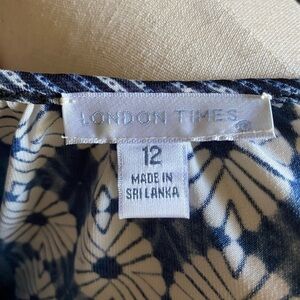 LONDON TIMES
12
MADE IN
SRI LANKA